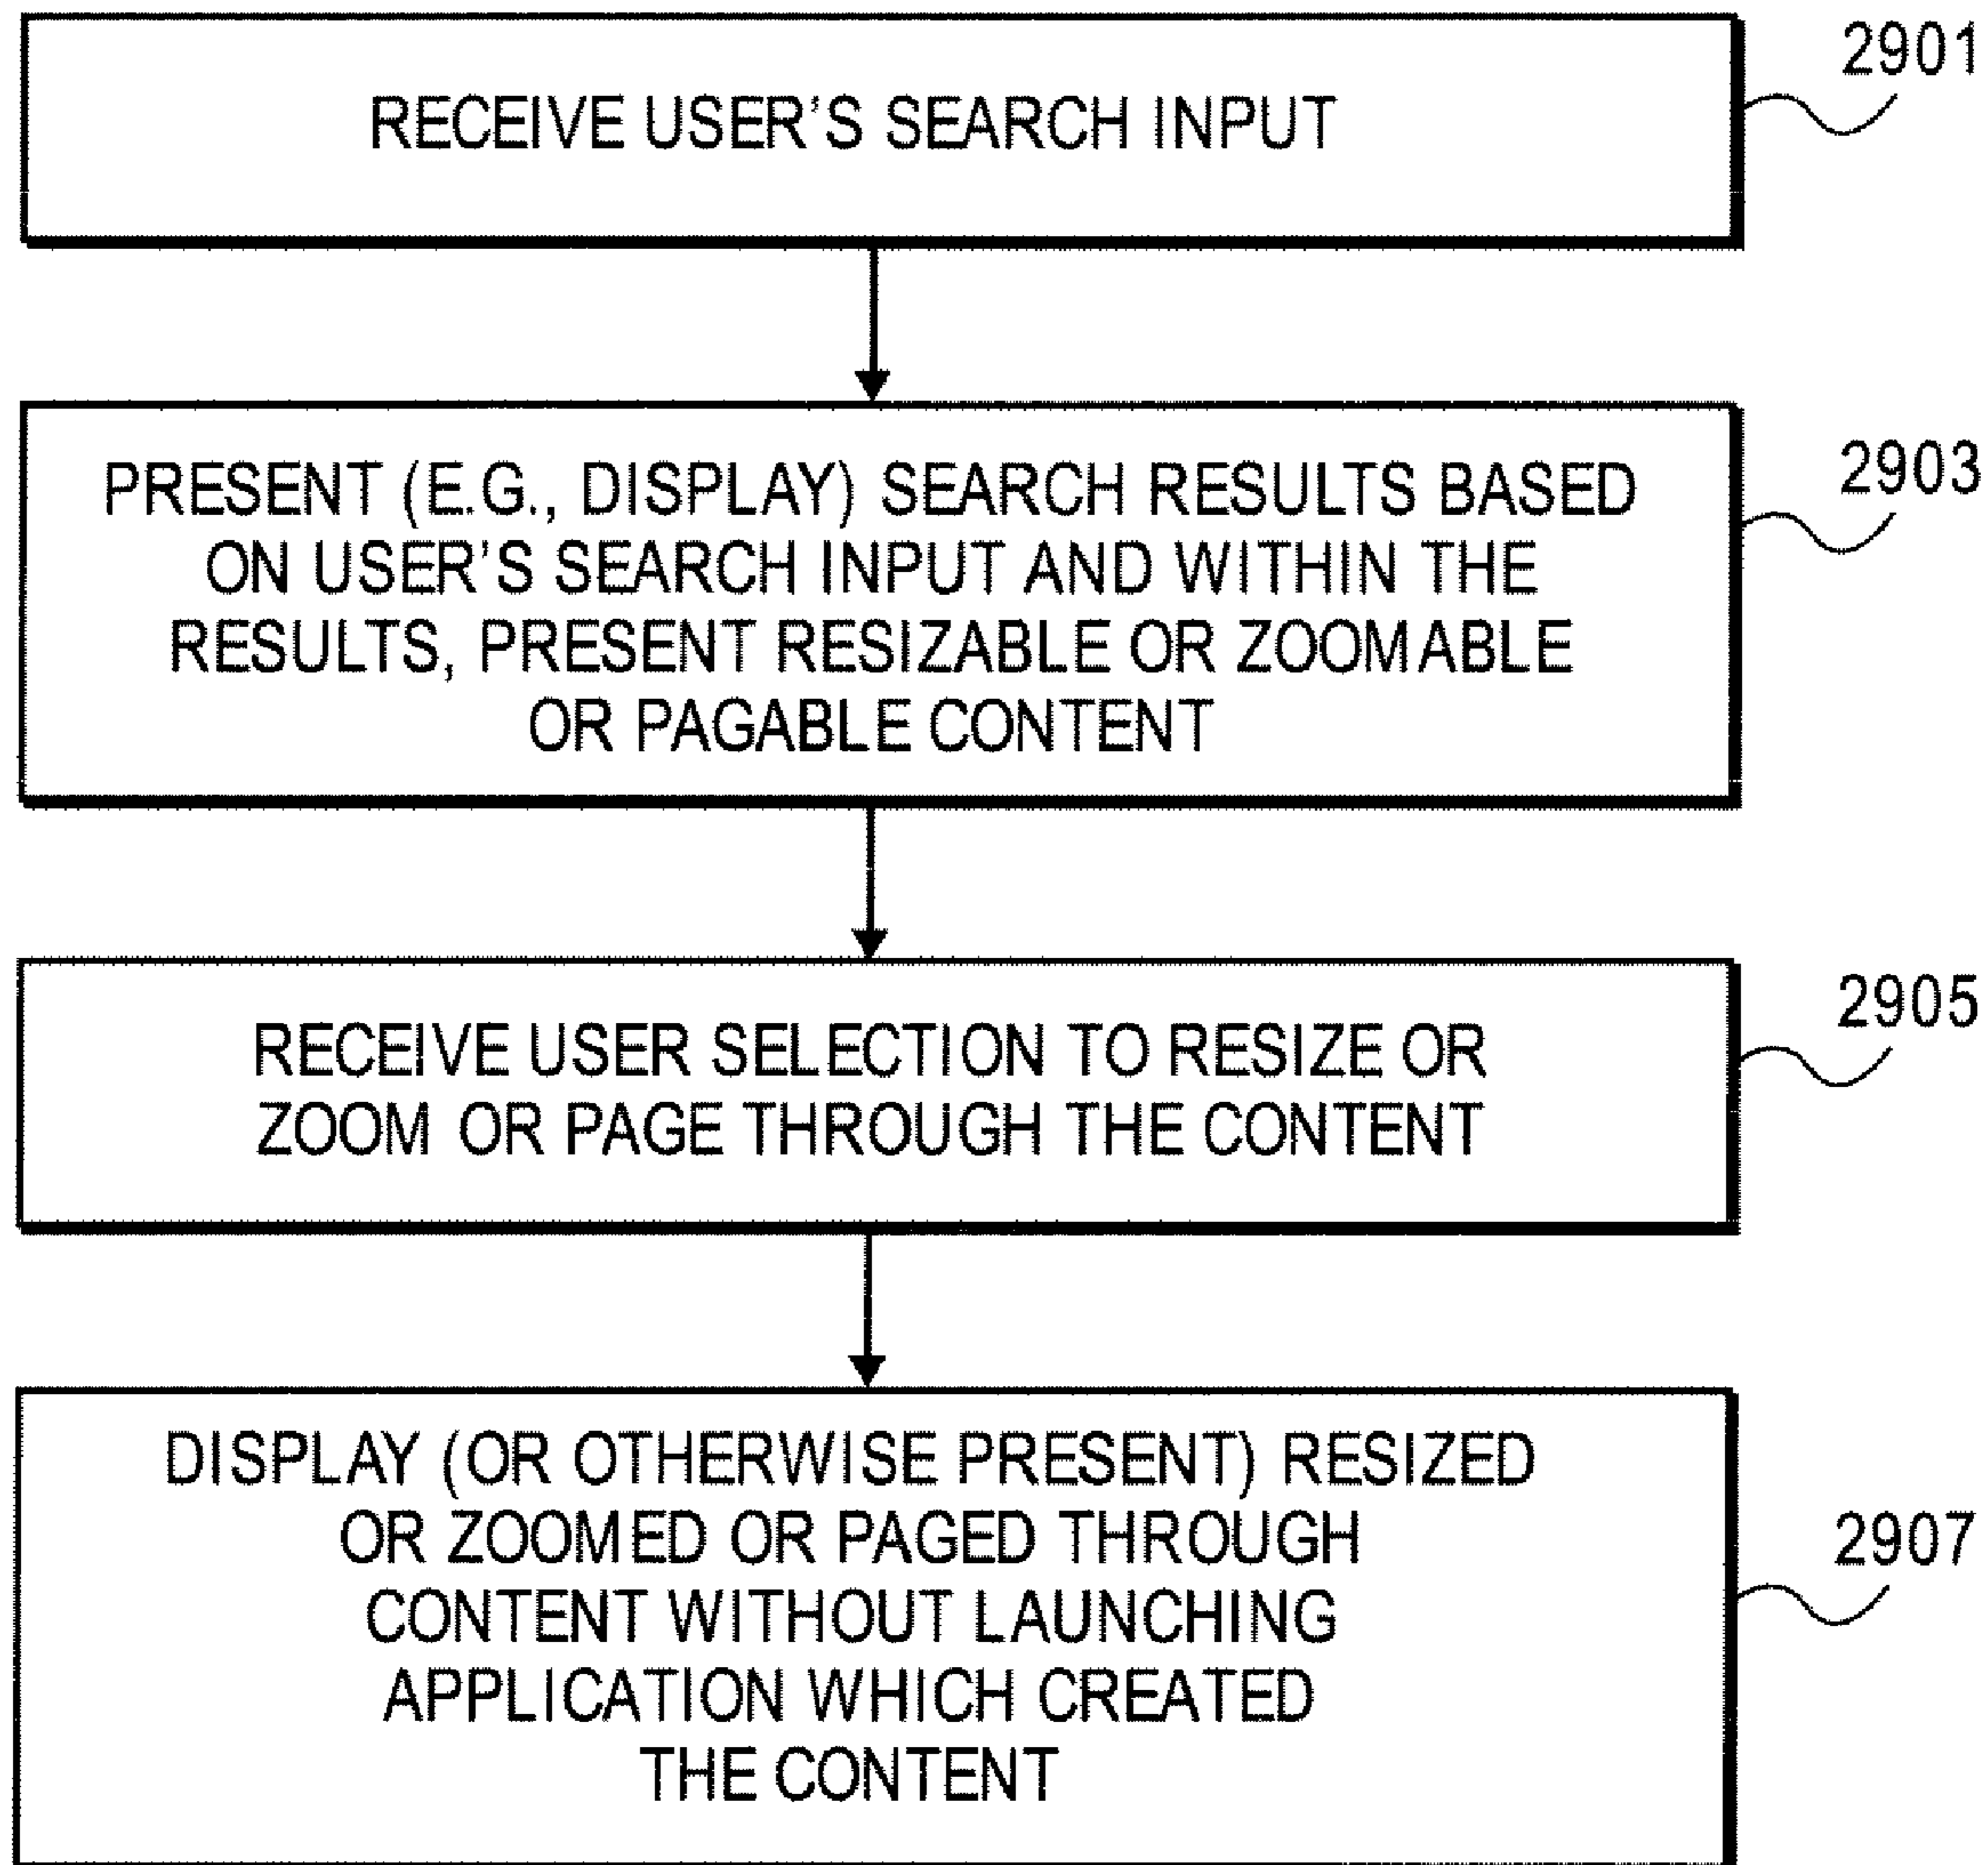 RECEIVE USER'S SEARCH INPUT
2901
PRESENT (E.G., DISPLAY) SEARCH RESULTS BASED
ON USER'S SEARCH INPUT AND WITHIN THE
RESULTS, PRESENT RESIZABLE OR ZOOMABLE
OR PAGABLE CONTENT
2903
RECEIVE USER SELECTION TO RESIZE OR
ZOOM OR PAGE THROUGH THE CONTENT
2905
DISPLAY (OR OTHERWISE PRESENT) RESIZED
OR ZOOMED OR PAGED THROUGH
CONTENT WITHOUT LAUNCHING
APPLICATION WHICH CREATED
THE CONTENT
2907